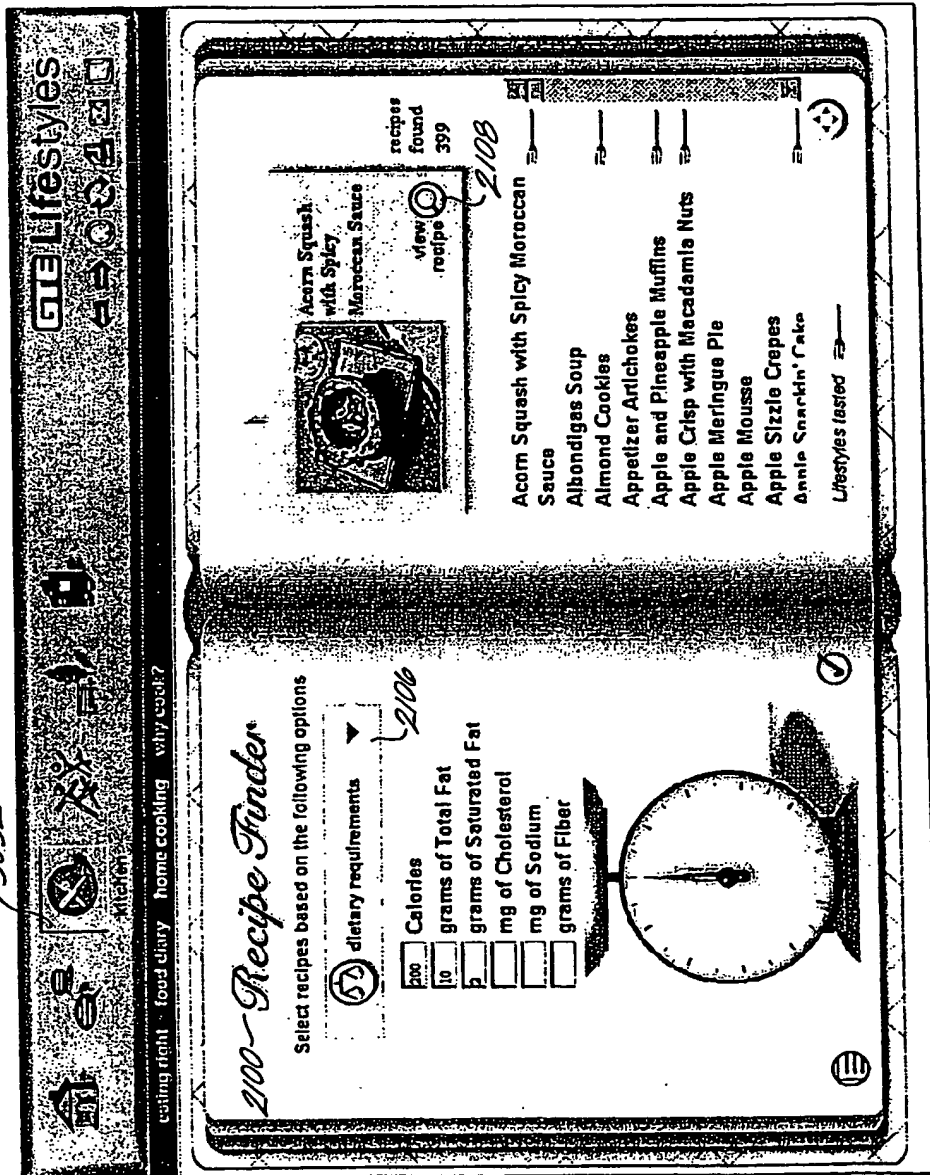 GTE Lifestyles
kitchen
eating right food diary home cooking why cook?
2100 Recipe Finder
Select recipes based on the following options
dietary requirements
2106
200 Calories
10 grams of Total Fat
grams of Saturated Fat
mg of Cholesterol
mg of Sodium
grams of Fiber
Acorn Squash
with Spicy
Moroccan Sauce
view
recipe
2108
recipes
found
399
Acorn Squash with Spicy Moroccan
Sauce
Albondigas Soup
Almond Cookies
Appetizer Artichokes
Apple and Pineapple Muffins
Apple Crisp with Macadamia Nuts
Apple Meringue Pie
Apple Mousse
Apple Sizzle Crepes
Apple Snackin' Cake
Lifestyles tasted